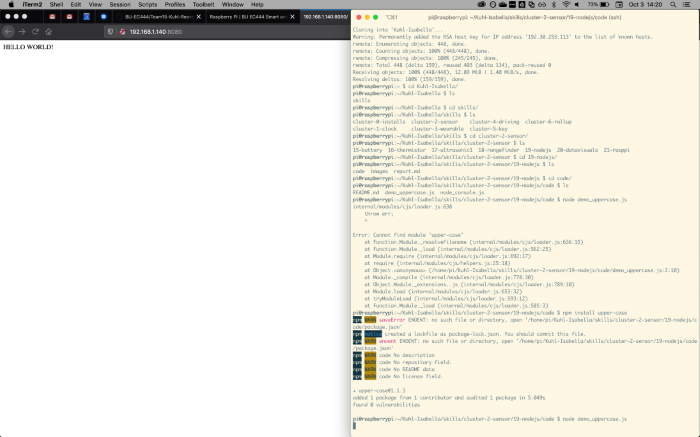 iTerm2 Shell Edit View Session Scripts Profiles Toolbelt Window Help
Oct 3 14:20
BU-EC444/Team15-Kuhl-Rosen
Raspberry Pi | BU EC444 Smart an
192.168.1.140:8080/
192.168.1.140:8080
HELLO WORLD!
pi@raspberrypi: ~/Kuhl-Isabella/skills/cluster-2-sensor/19-nodejs/code (ssh)
Cloning into 'Kuhl-Isabella'...
Warning: Permanently added the RSA host key for IP address '192.30.253.113' to the list of known hosts.
remote: Enumerating objects: 448, done.
remote: Counting objects: 100% (448/448), done.
remote: Compressing objects: 100% (245/245), done.
remote: Total 448 (delta 159), reused 403 (delta 134), pack-reused 0
Receiving objects: 100% (448/448), 12.09 MiB | 1.40 MiB/s, done.
Resolving deltas: 100% (159/159), done.
pi@raspberrypi:~ $ cd Kuhl-Isabella/
pi@raspberrypi:~/Kuhl-Isabella $ ls
skills
pi@raspberrypi:~/Kuhl-Isabella $ cd skills/
pi@raspberrypi:~/Kuhl-Isabella/skills $ ls
cluster-0-installs cluster-2-sensor cluster-4-driving cluster-6-rollup
cluster-1-clock cluster-3-wearable cluster-5-key
pi@raspberrypi:~/Kuhl-Isabella/skills $ cd cluster-2-sensor/
pi@raspberrypi:~/Kuhl-Isabella/skills/cluster-2-sensor $ ls
15-battery 16-thermistor 17-ultrasonic1 18-rangefinder 19-nodejs 20-datavisuals 21-rsappi
pi@raspberrypi:~/Kuhl-Isabella/skills/cluster-2-sensor $ cd 19-nodejs/
pi@raspberrypi:~/Kuhl-Isabella/skills/cluster-2-sensor/19-nodejs $ ls
code images report.md
pi@raspberrypi:~/Kuhl-Isabella/skills/cluster-2-sensor/19-nodejs $ cd code/
pi@raspberrypi:~/Kuhl-Isabella/skills/cluster-2-sensor/19-nodejs/code $ ls
README.md demo_uppercase.js node_console.js
pi@raspberrypi:~/Kuhl-Isabella/skills/cluster-2-sensor/19-nodejs/code $ node demo_uppercase.js
internal/modules/cjs/loader.js:638
throw err;
^
Error: Cannot find module 'upper-case'
at Function.Module._resolveFilename (internal/modules/cjs/loader.js:636:15)
at Function.Module._load (internal/modules/cjs/loader.js:562:25)
at Module.require (internal/modules/cjs/loader.js:692:17)
at require (internal/modules/cjs/helpers.js:25:18)
at Object.<anonymous> (/home/pi/Kuhl-Isabella/skills/cluster-2-sensor/19-nodejs/code/demo_uppercase.js:2:10)
at Module._compile (internal/modules/cjs/loader.js:778:30)
at Object.Module._extensions..js (internal/modules/cjs/loader.js:789:10)
at Module.load (internal/modules/cjs/loader.js:653:32)
at tryModuleLoad (internal/modules/cjs/loader.js:593:12)
at Function.Module._load (internal/modules/cjs/loader.js:585:3)
pi@raspberrypi:~/Kuhl-Isabella/skills/cluster-2-sensor/19-nodejs/code $ npm install upper-case
npm WARN saveError ENOENT: no such file or directory, open '/home/pi/Kuhl-Isabella/skills/cluster-2-sensor/19-nodejs/c
ode/package.json'
npm notice created a lockfile as package-lock.json. You should commit this file.
npm WARN enoent ENOENT: no such file or directory, open '/home/pi/Kuhl-Isabella/skills/cluster-2-sensor/19-nodejs/code
/package.json'
npm WARN code No description
npm WARN code No repository field.
npm WARN code No README data
npm WARN code No license field.
+ upper-case@1.1.3
added 1 package from 1 contributor and audited 1 package in 5.049s
found 0 vulnerabilities
pi@raspberrypi:~/Kuhl-Isabella/skills/cluster-2-sensor/19-nodejs/code $ node demo_uppercase.js